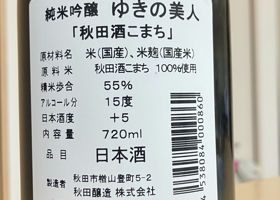 純米吟醸 ゆきの美人
「秋田酒こまち」
原材料名 米(国産)、米麹(国産米)
原料米 秋田酒こまち 100%使用
精米歩合 55%
アルコール分 15度
日本酒度 +5
内容量 720ml
品目 日本酒
製造者 秋田市楢山登町5-2
秋田醸造 株式会社
538084 000860